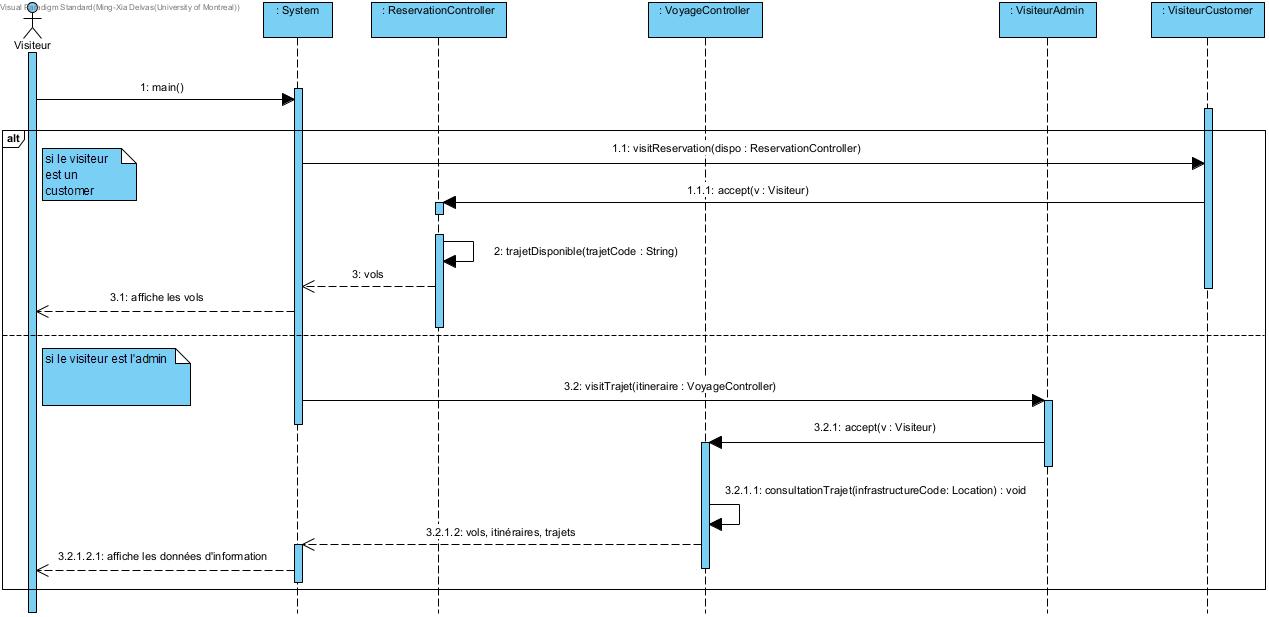 Visual Paradigm Standard(Ming-Xia Delvas(University of Montreal))
: System
: ReservationController
: VoyageController
: VisiteurAdmin
: VisiteurCustomer
Visiteur
1: main()
alt
si le visiteur
est un
customer
1.1: visitReservation(dispo : ReservationController)
1.1.1: accept(v : Visiteur)
2: trajetDisponible(trajetCode : String)
3: vols
3.1: affiche les vols
si le visiteur est l'admin
3.2: visitTrajet(itineraire : VoyageController)
3.2.1: accept(v : Visiteur)
3.2.1.1: consultationTrajet(infrastructureCode: Location) : void
3.2.1.2: vols, itinéraires, trajets
3.2.1.2.1: affiche les données d'information